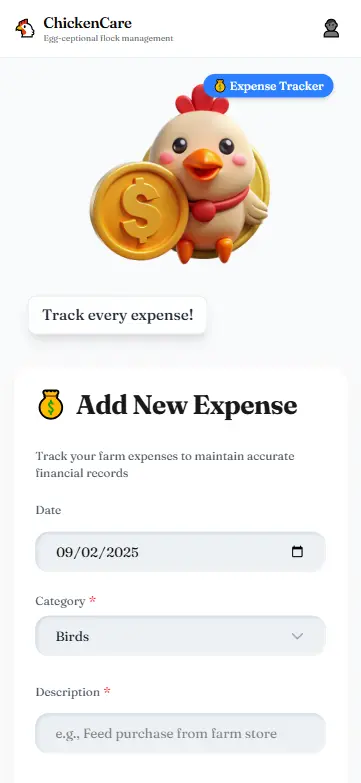 ChickenCare
Egg-ceptional flock management
💰 Expense Tracker
$
Track every expense!
$
Add New Expense
Track your farm expenses to maintain accurate
financial records
Date
09/02/2025
Category *
Birds
Description *
e.g., Feed purchase from farm store